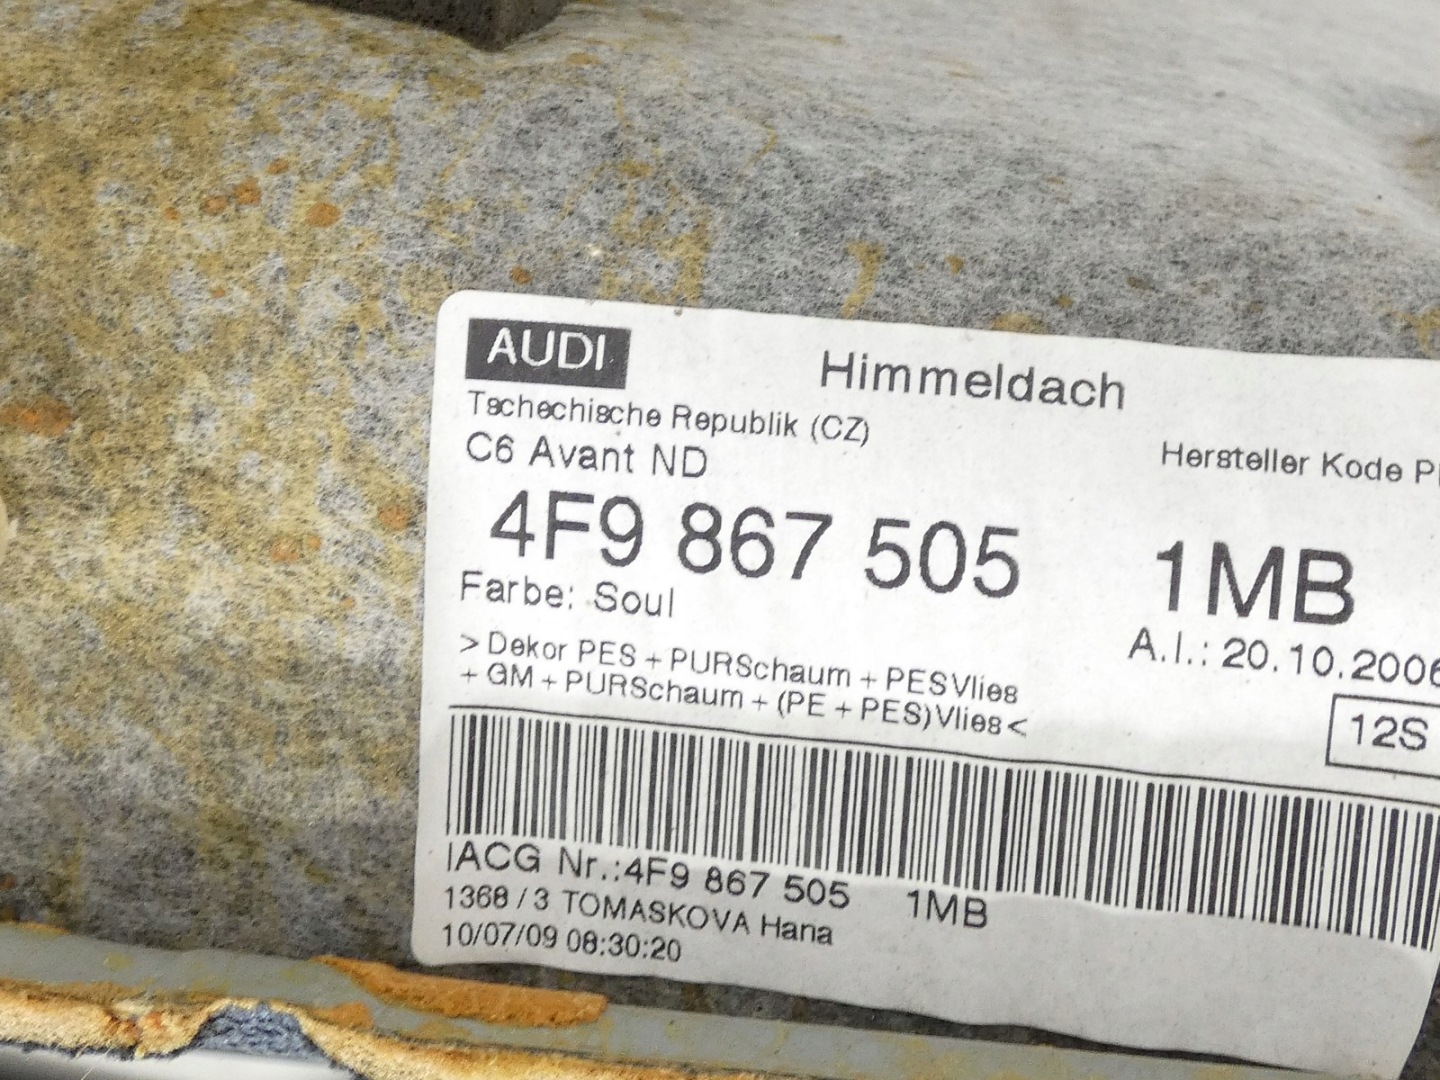 AUDI
Himmeldach
Tschechische Republik (CZ)
C6 Avant ND
Hersteller Kode
4F9 867 505 1MB
Farbe: Soul
A.I.: 20.10.2006
> Dekor PES + PURSchaum + PESVlies
+ GM + PURSchaum + (PE + PES)Vlies <
12S
IACG Nr.:4F9 867 505 1MB
1368 / 3 TOMASKOVA Hana
10/07/09 08:30:20